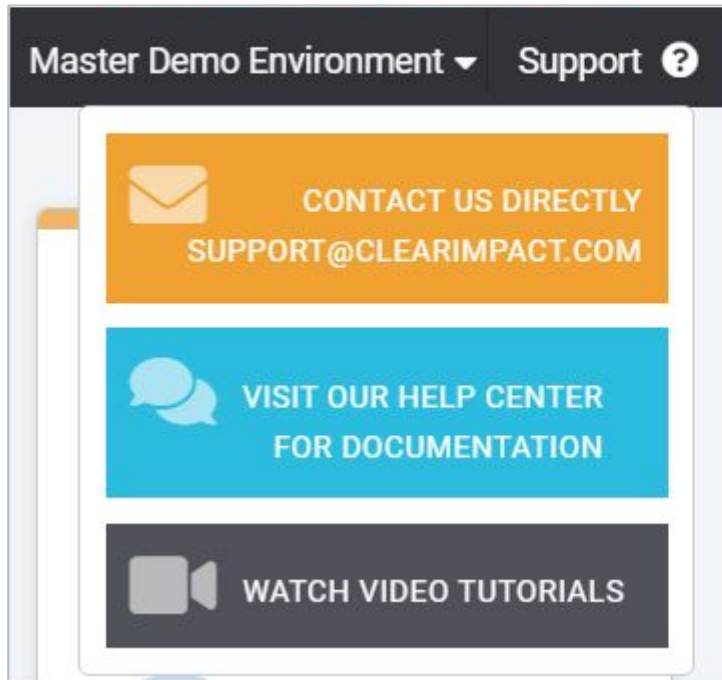 Master Demo Environment Support ?
CONTACT US DIRECTLY
SUPPORT@CLEARIMPACT.COM
VISIT OUR HELP CENTER
FOR DOCUMENTATION
WATCH VIDEO TUTORIALS